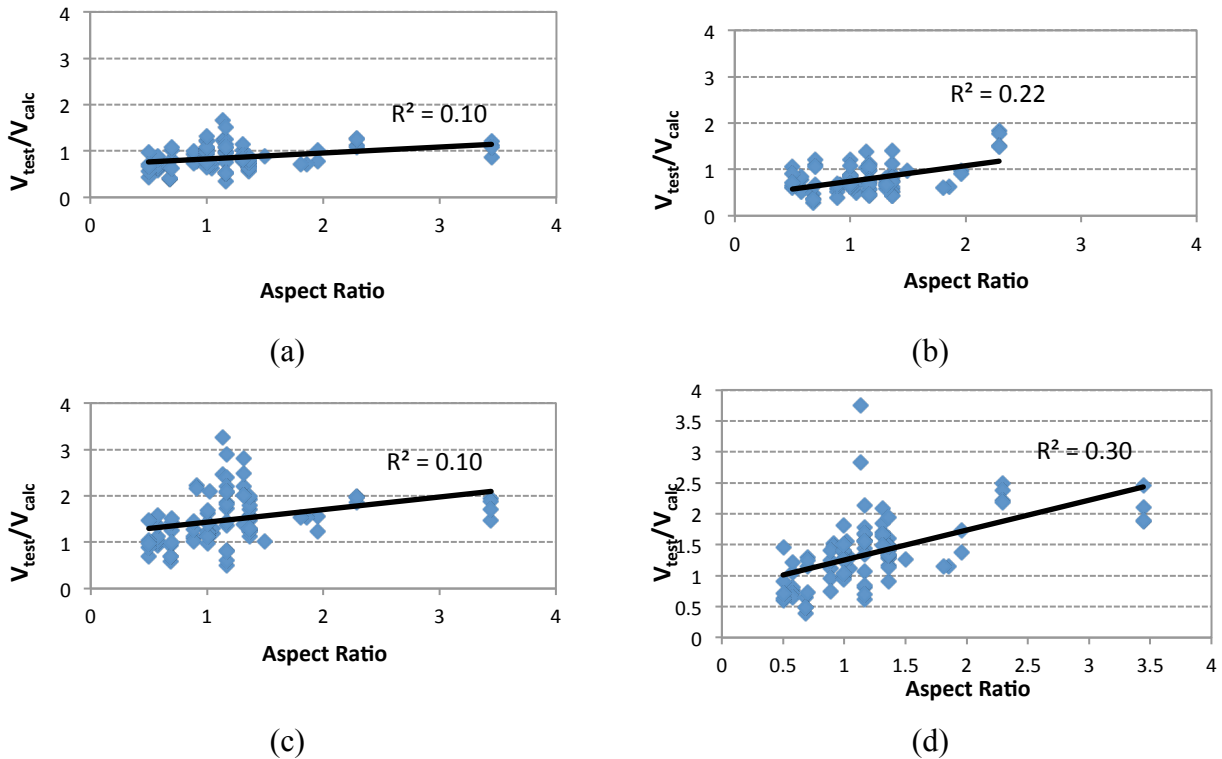 4
3
2
1
0
V_test/V_calc
R² = 0.10
0 1 2 3 4
Aspect Ratio
(a)
4
3
2
1
0
V_test/V_calc
R² = 0.22
0 1 2 3 4
Aspect Ratio
(b)
4
3
2
1
0
V_test/V_calc
R² = 0.10
0 1 2 3 4
Aspect Ratio
(c)
4
3.5
3
2.5
2
1.5
1
0.5
0
V_test/V_calc
R² = 0.30
0 0.5 1 1.5 2 2.5 3 3.5 4
Aspect Ratio
(d)